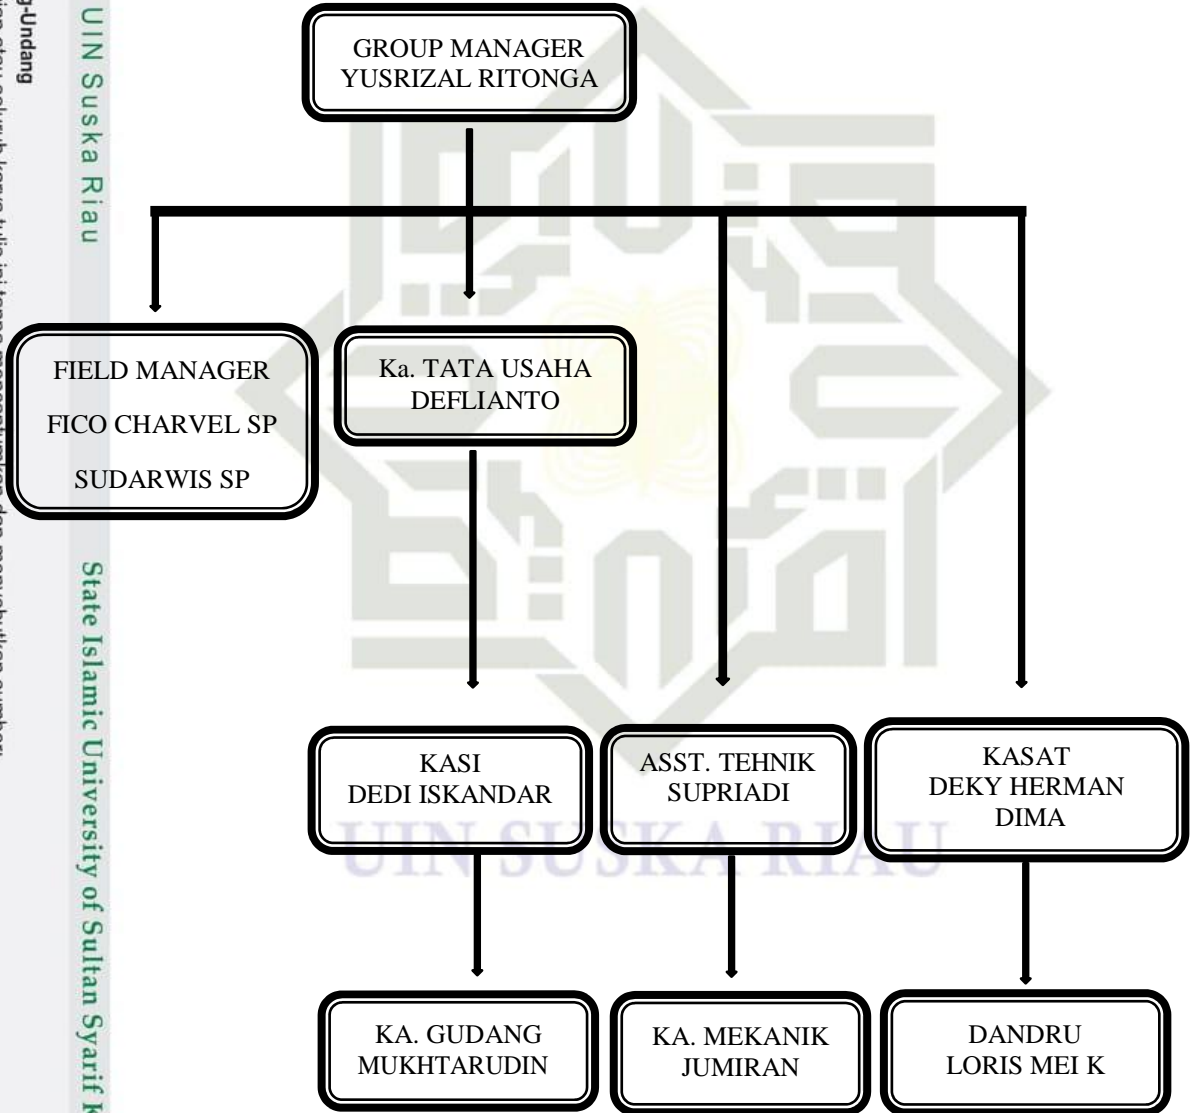 GROUP MANAGER
YUSRIZAL RITONGA
FIELD MANAGER
FICO CHARVEL SP
SUDARWIS SP
Ka. TATA USAHA
DEFLIANTO
KASI
DEDI ISKANDAR
ASST. TEHNIK
SUPRIADI
KASAT
DEKY HERMAN
DIMA
KA. GUDANG
MUKHTARUDIN
KA. MEKANIK
JUMIRAN
DANDRU
LORIS MEI K
UIN SUSKA RIAU
UIN Suska Riau
State Islamic University of Sultan Syarif K
g-Undang